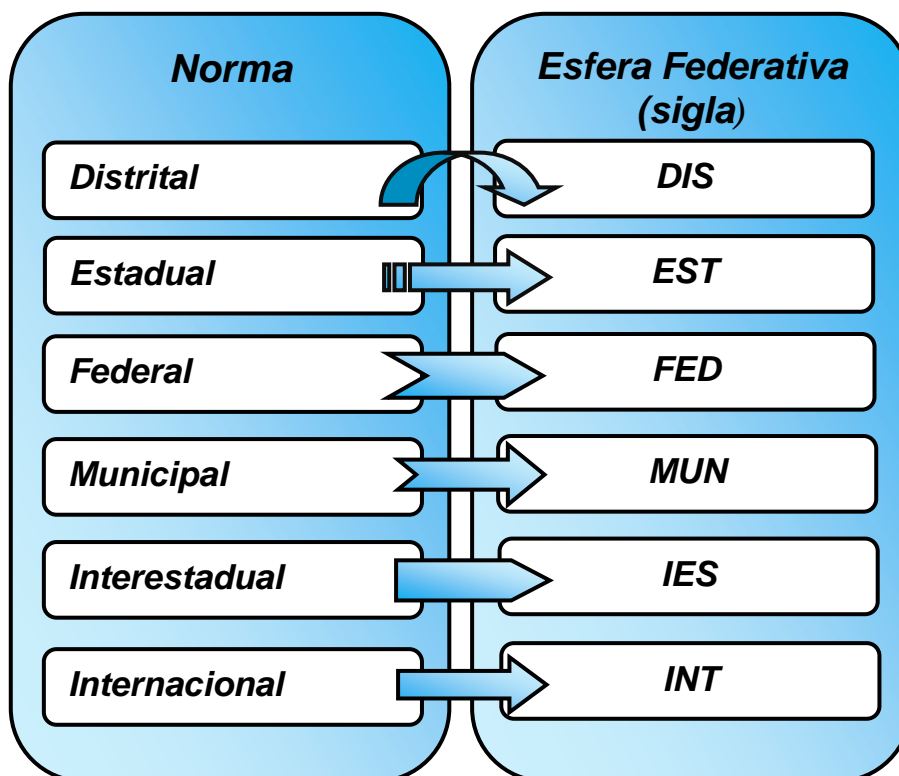 Norma
Esfera Federativa
(sigla)
Distrital
DIS
Estadual
EST
Federal
FED
Municipal
MUN
Interestadual
IES
Internacional
INT